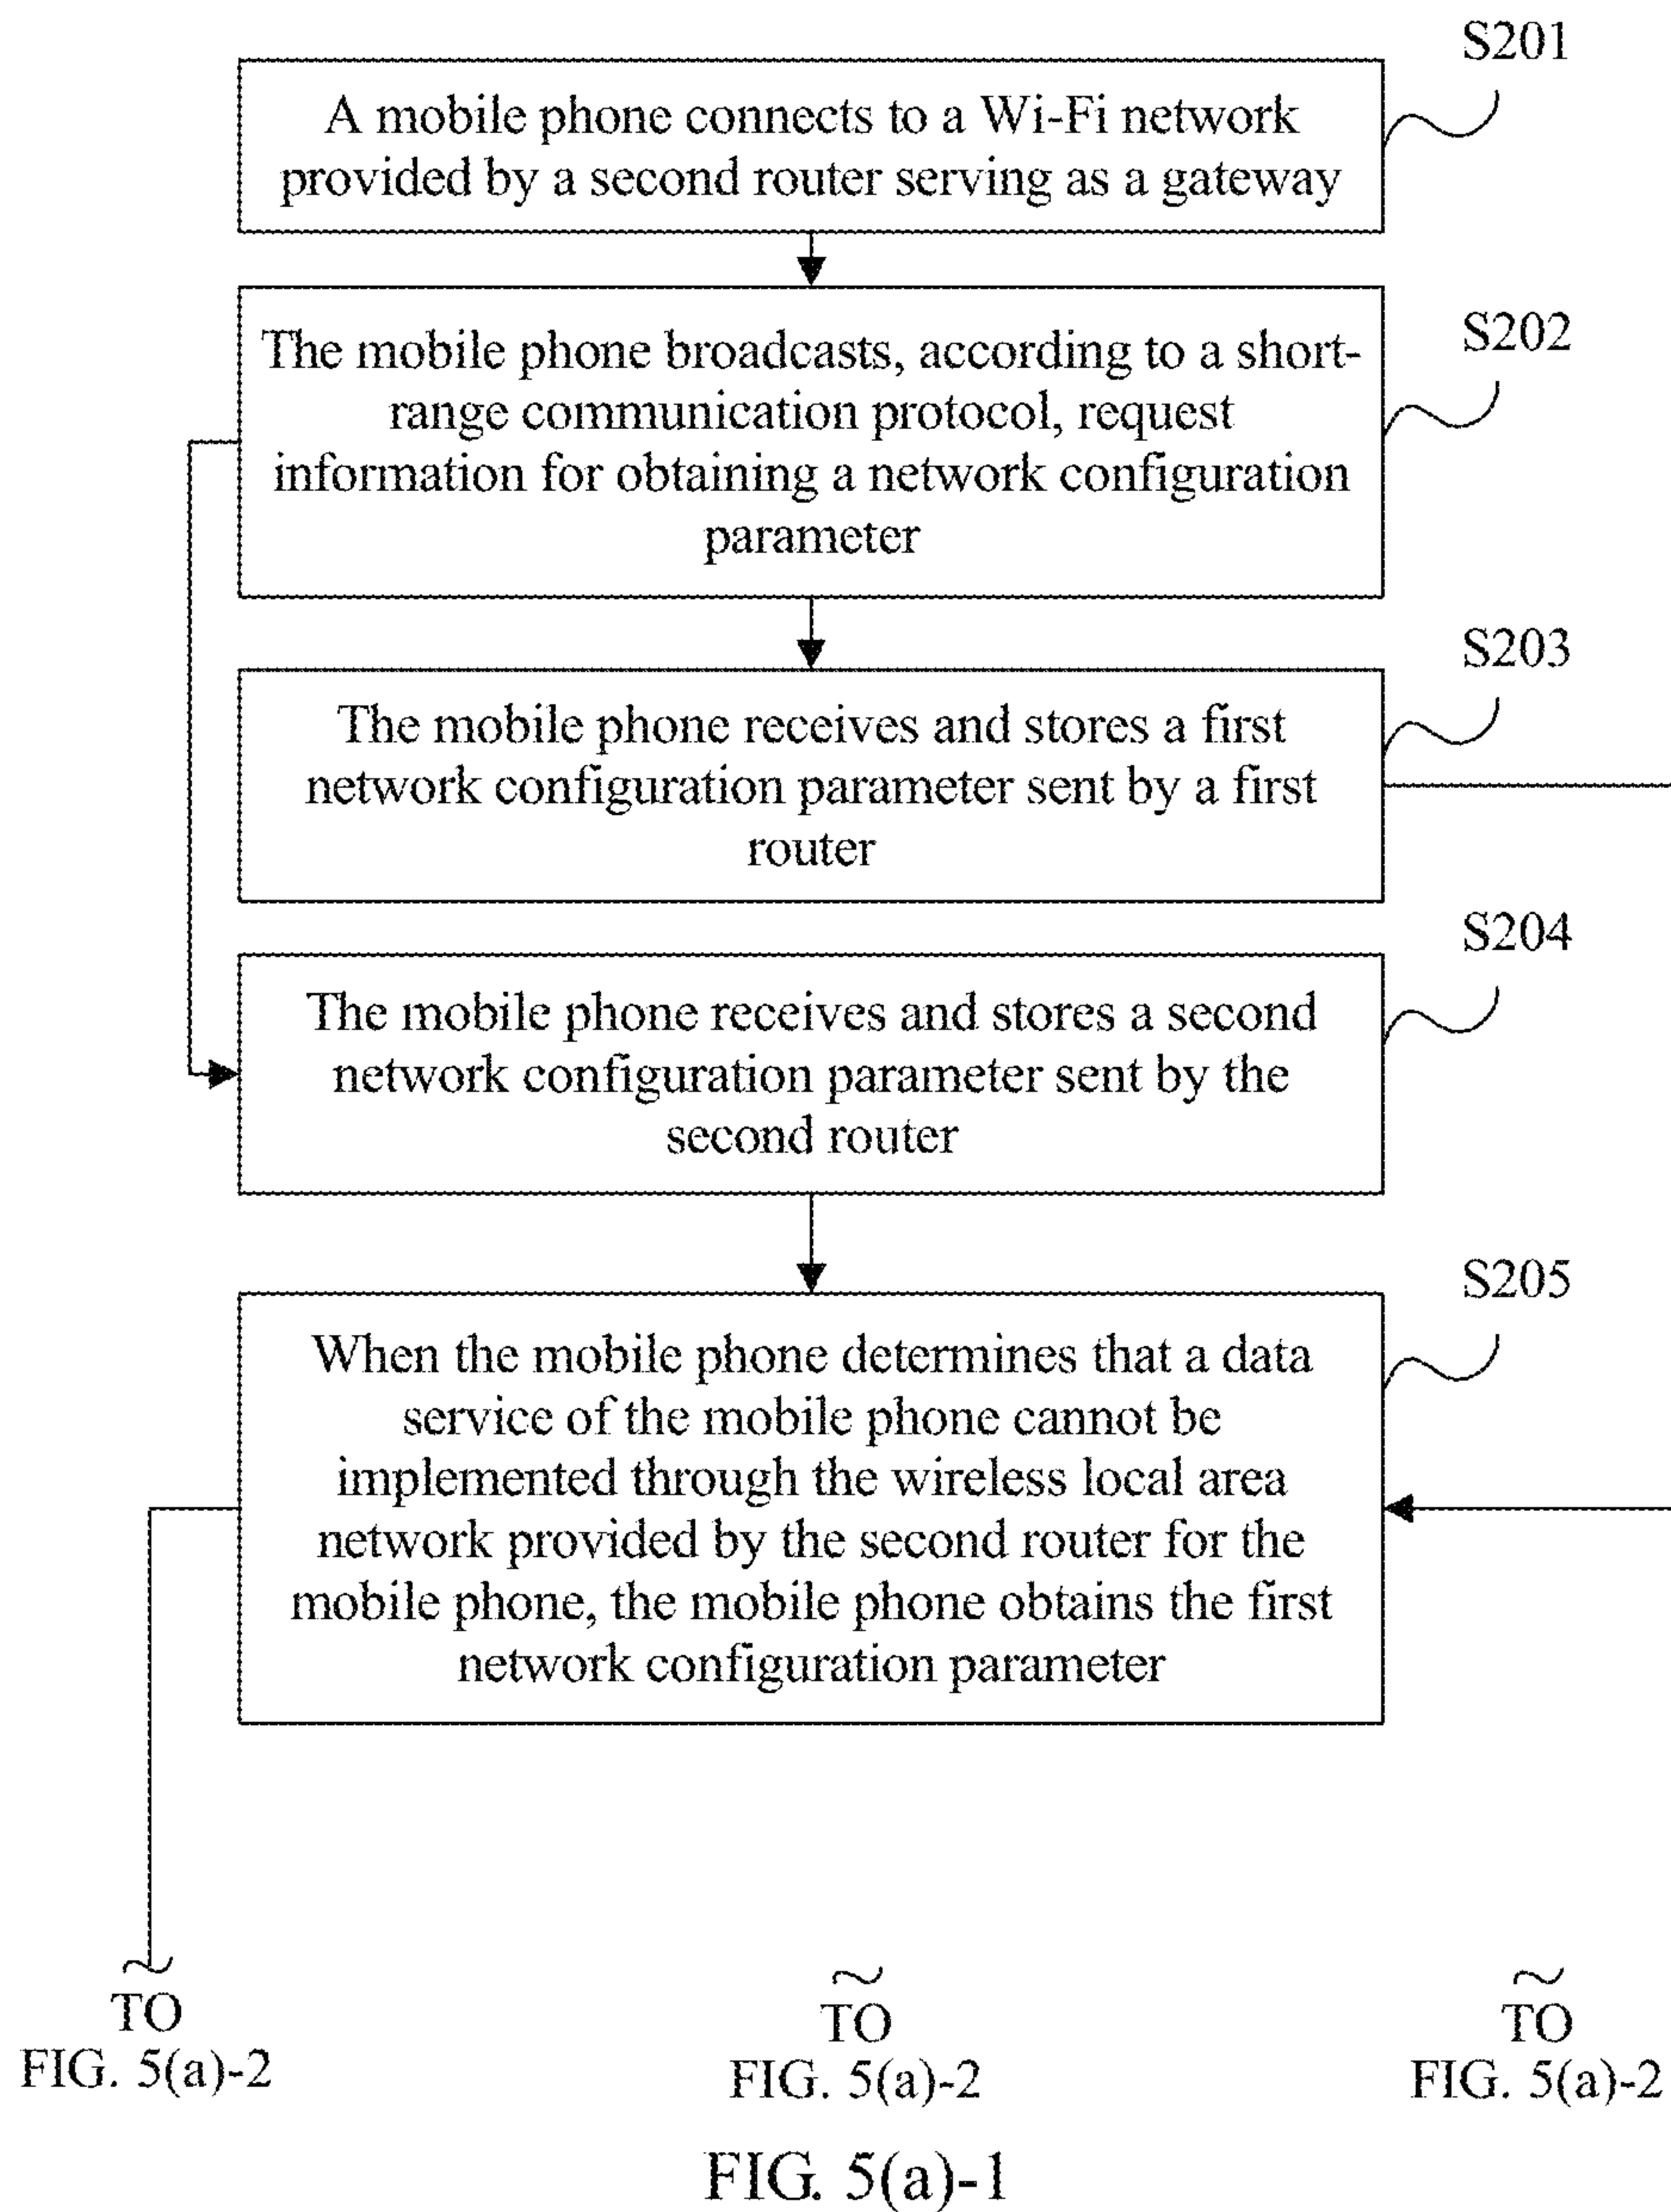 S201
A mobile phone connects to a Wi-Fi network
provided by a second router serving as a gateway
S202
The mobile phone broadcasts, according to a short-
range communication protocol, request
information for obtaining a network configuration
parameter
S203
The mobile phone receives and stores a first
network configuration parameter sent by a first
router
S204
The mobile phone receives and stores a second
network configuration parameter sent by the
second router
S205
When the mobile phone determines that a data
service of the mobile phone cannot be
implemented through the wireless local area
network provided by the second router for the
mobile phone, the mobile phone obtains the first
network configuration parameter
TO
FIG. 5(a)-2
TO
FIG. 5(a)-2
TO
FIG. 5(a)-2
FIG. 5(a)-1